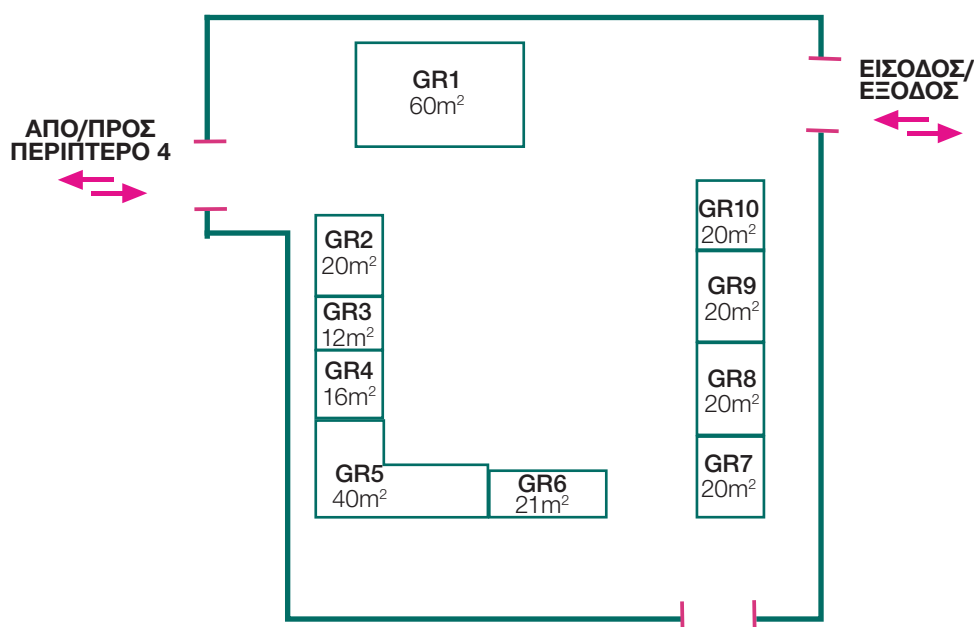 GR1
60m²
ΕΙΣΟΔΟΣ/
ΕΞΟΔΟΣ
ΑΠΟ/ΠΡΟΣ
ΠΕΡΙΠΤΕΡΟ 4
GR2
20m²
GR3
12m²
GR4
16m²
GR5
40m²
GR6
21m²
GR10
20m²
GR9
20m²
GR8
20m²
GR7
20m²